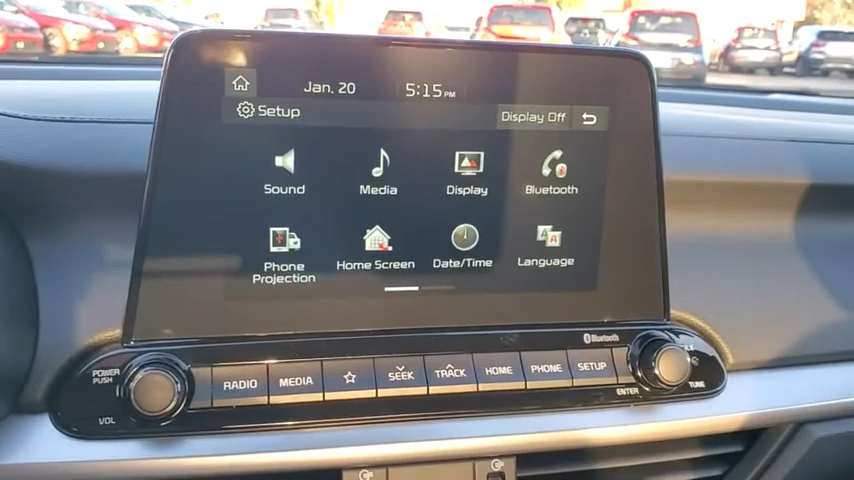 Jan. 20 5:15 PM
Setup Display Off
Sound Media Display Bluetooth
Phone Projection Home Screen Date/Time Language
Bluetooth
POWER PUSH
RADIO MEDIA SEEK TRACK HOME PHONE SETUP
VOL ENTER TUNE